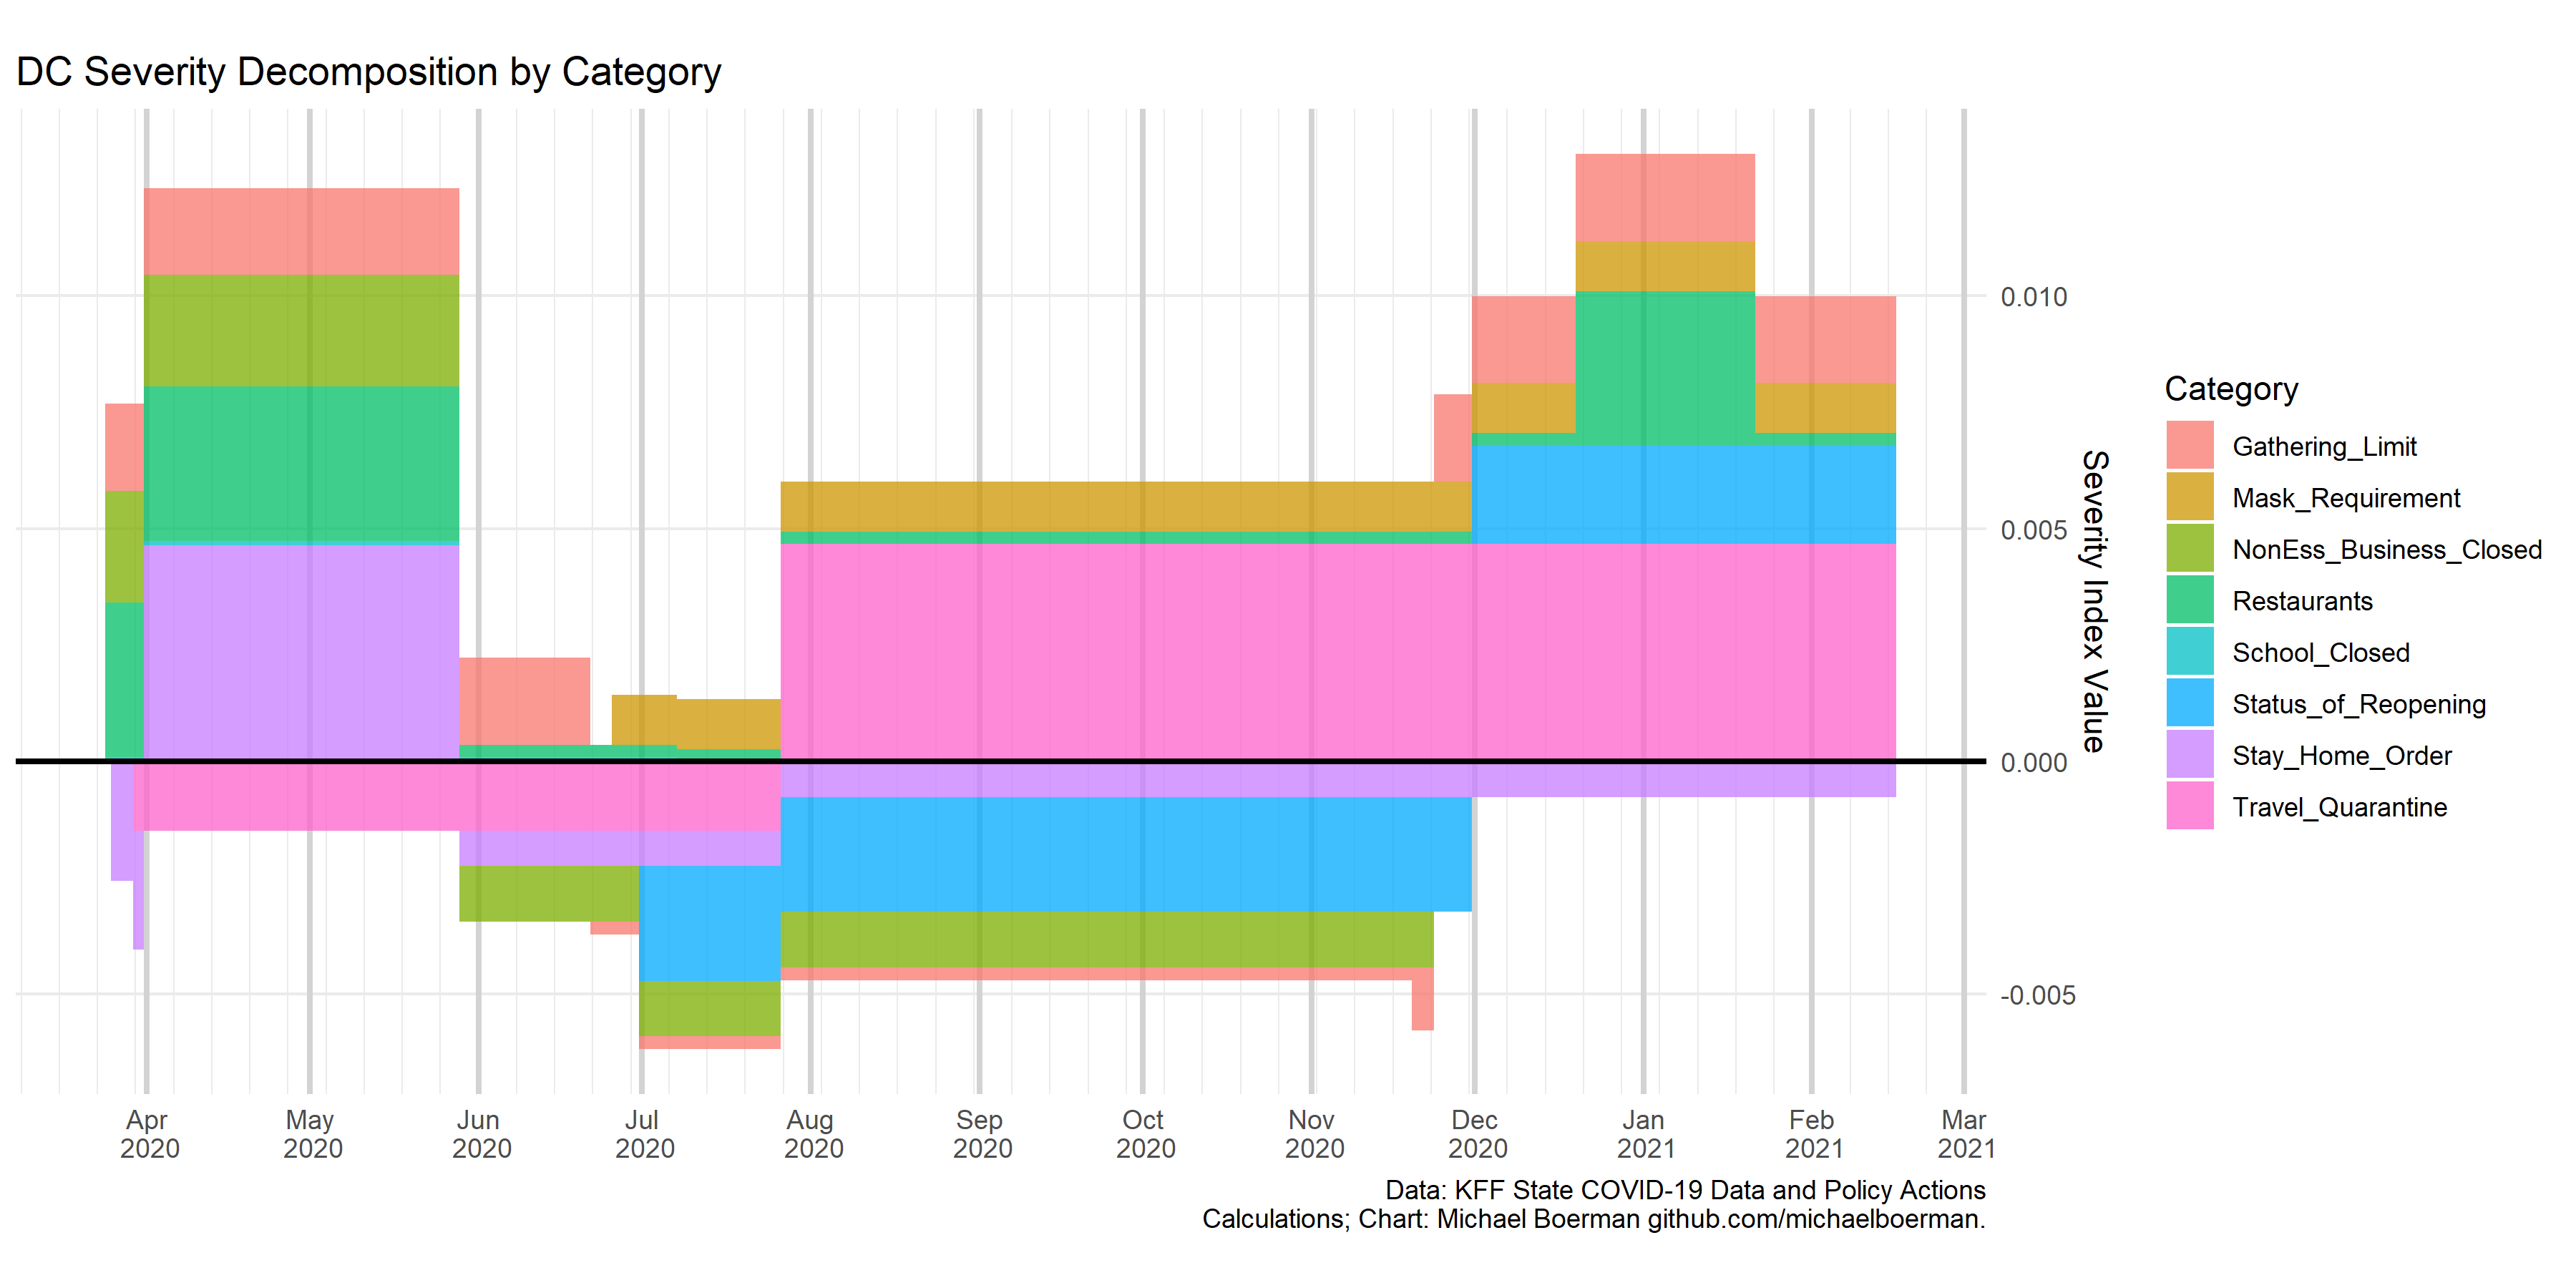 DC Severity Decomposition by Category
0.010
0.005
0.000
-0.005
Severity Index Value
Apr
2020
May
2020
Jun
2020
Jul
2020
Aug
2020
Sep
2020
Oct
2020
Nov
2020
Dec
2020
Jan
2021
Feb
2021
Mar
2021
Category
Gathering_Limit
Mask_Requirement
NonEss_Business_Closed
Restaurants
School_Closed
Status_of_Reopening
Stay_Home_Order
Travel_Quarantine
Data: KFF State COVID-19 Data and Policy Actions
Calculations; Chart: Michael Boerman github.com/michaelboerman.